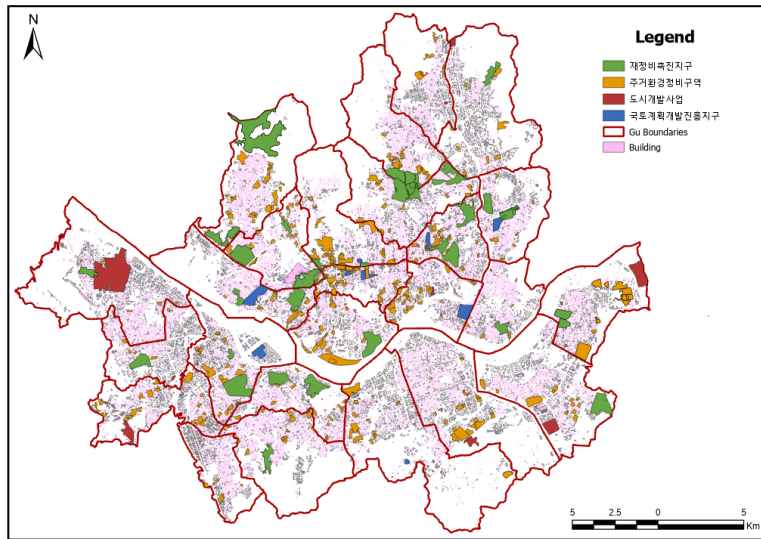 N
Legend
재정비촉진지구
주거환경정비구역
도시개발사업
국토계획개발진흥지구
Gu Boundaries
Building
5 2.5 0 5
Km